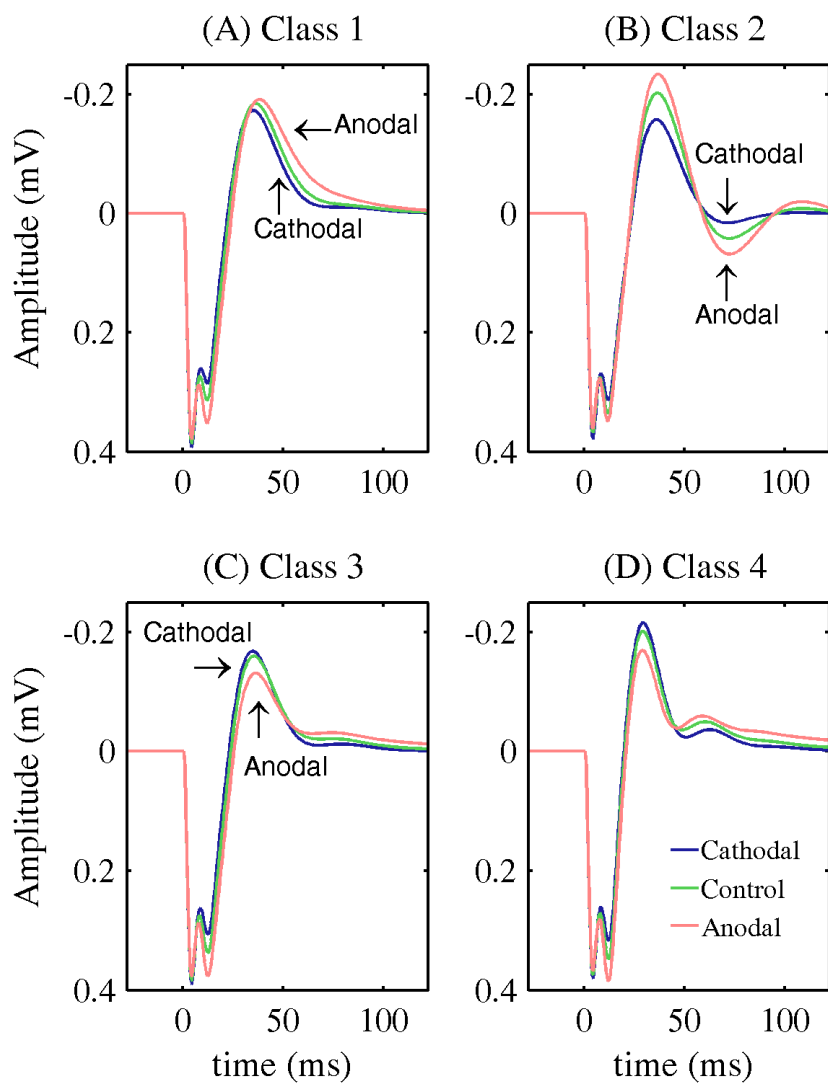 (A) Class 1
Amplitude (mV)
-0.2
0
0.2
0.4
0
50
100
Anodal
Cathodal
(B) Class 2
-0.2
0
0.2
0.4
0
50
100
Cathodal
Anodal
(C) Class 3
Amplitude (mV)
-0.2
0
0.2
0.4
0
50
100
time (ms)
Cathodal
Anodal
(D) Class 4
-0.2
0
0.2
0.4
0
50
100
time (ms)
Cathodal
Control
Anodal